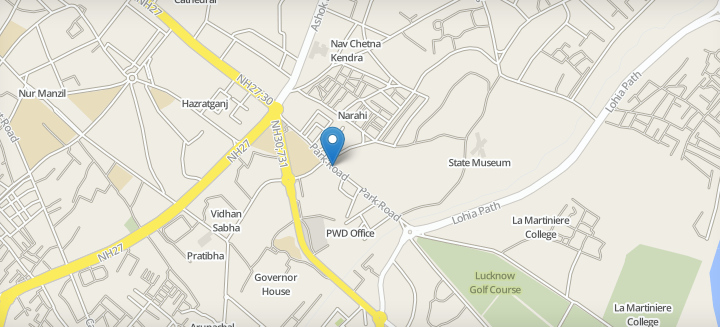 Cathedral
NH27
Ashok
Nav Chetna
Kendra
NH27;30
Lohia Path
Nur Manzil
Hazratganj
Narahi
NH30;731
NH27
Park Road
State Museum
Park Road
Lohia Path
Vidhan
Sabha
La Martiniere
College
PWD Office
Pratibha
NH27
Governor
House
Lucknow
Golf Course
La Martiniere
College